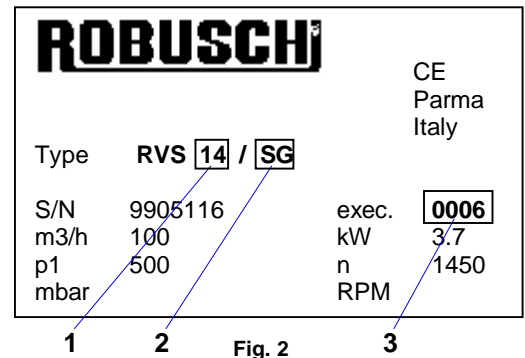 ROBUSCHI
CE
Parma
Italy
Type RVS 14 / SG
S/N 9905116 exec. 0006
m3/h 100 kW 3.7
p1 500 n 1450
mbar RPM
1 2 Fig. 2 3